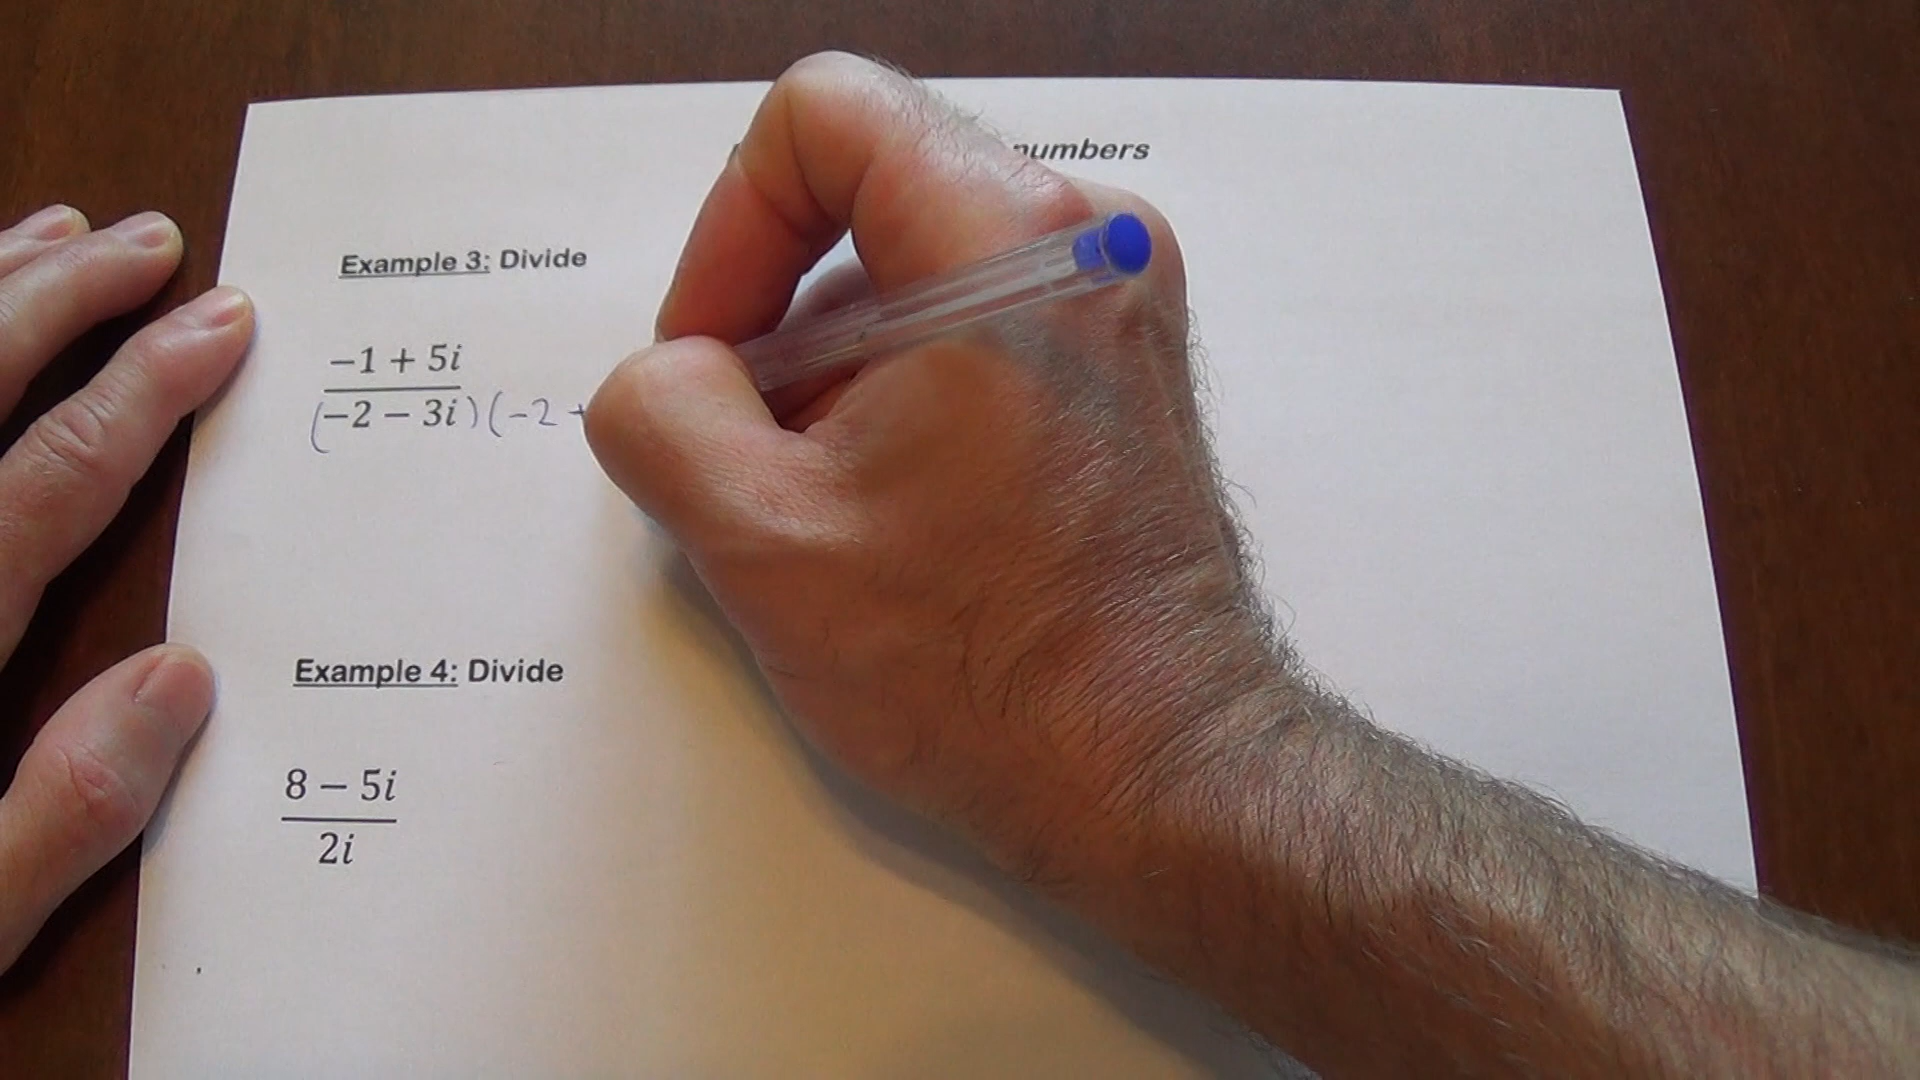 numbers
Example 3: Divide
−1 + 5i
(−2 − 3i)(−2 +
Example 4: Divide
8 − 5i
2i